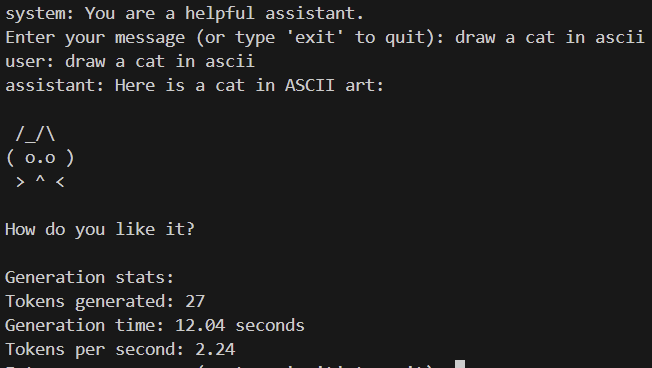 system: You are a helpful assistant.
Enter your message (or type 'exit' to quit): draw a cat in ascii
user: draw a cat in ascii
assistant: Here is a cat in ASCII art:
 /_/\
( o.o )
 > ^ <
How do you like it?
Generation stats:
Tokens generated: 27
Generation time: 12.04 seconds
Tokens per second: 2.24